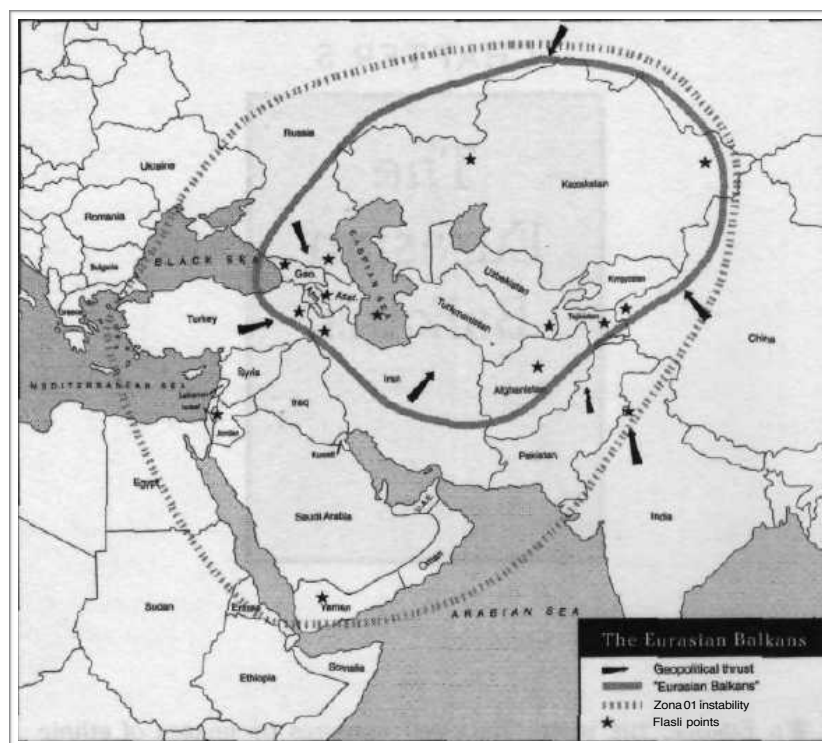 Russia
Ukraine
Kazakstan
Romania
CASPIAN SEA
Bulgaria
BLACK SEA
Geo.
Uzbekistan
Kyrgyzstan
Azer.
Turkmenistan
Tajikistan
Greece
Turkey
China
Syria
Iran
Afghanistan
MEDITERRANEAN SEA
Lebanon
Israel
Iraq
Jordan
Kuwait
Pakistan
Egypt
U.A.E.
Saudi Arabia
India
Oman
Sudan
Eritrea
Yemen
ARABIAN SEA
Somalia
Ethiopia
The Eurasian Balkans
Geopolitical thrust
"Eurasian Balkans"
Zona 01 instability
Flasli points
of ethnic